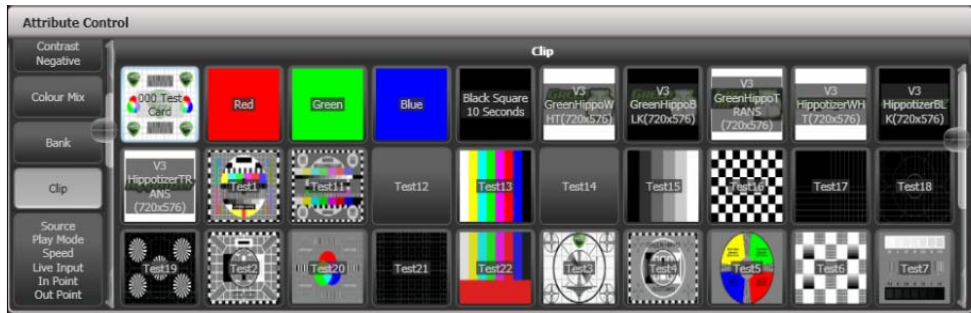 Attribute Control
Contrast
Negative
Colour Mix
Bank
Clip
Source
Play Mode
Speed
Live Input
In Point
Out Point
Clip
000 Test
Card
Red
Green
Blue
Black Square
10 Seconds
V3
GreenHippoW
HT(720x576)
V3
GreenHippoB
LK(720x576)
V3
GreenHippoT
RANS
(720x576)
V3
HippotizerWH
T(720x576)
V3
HippotizerBL
K(720x576)
V3
HippotizerTR
ANS
(720x576)
Test1
Test11
Test12
Test13
Test14
Test15
Test16
Test17
Test18
Test19
Test2
Test20
Test21
Test22
Test3
Test4
Test5
Test6
Test7